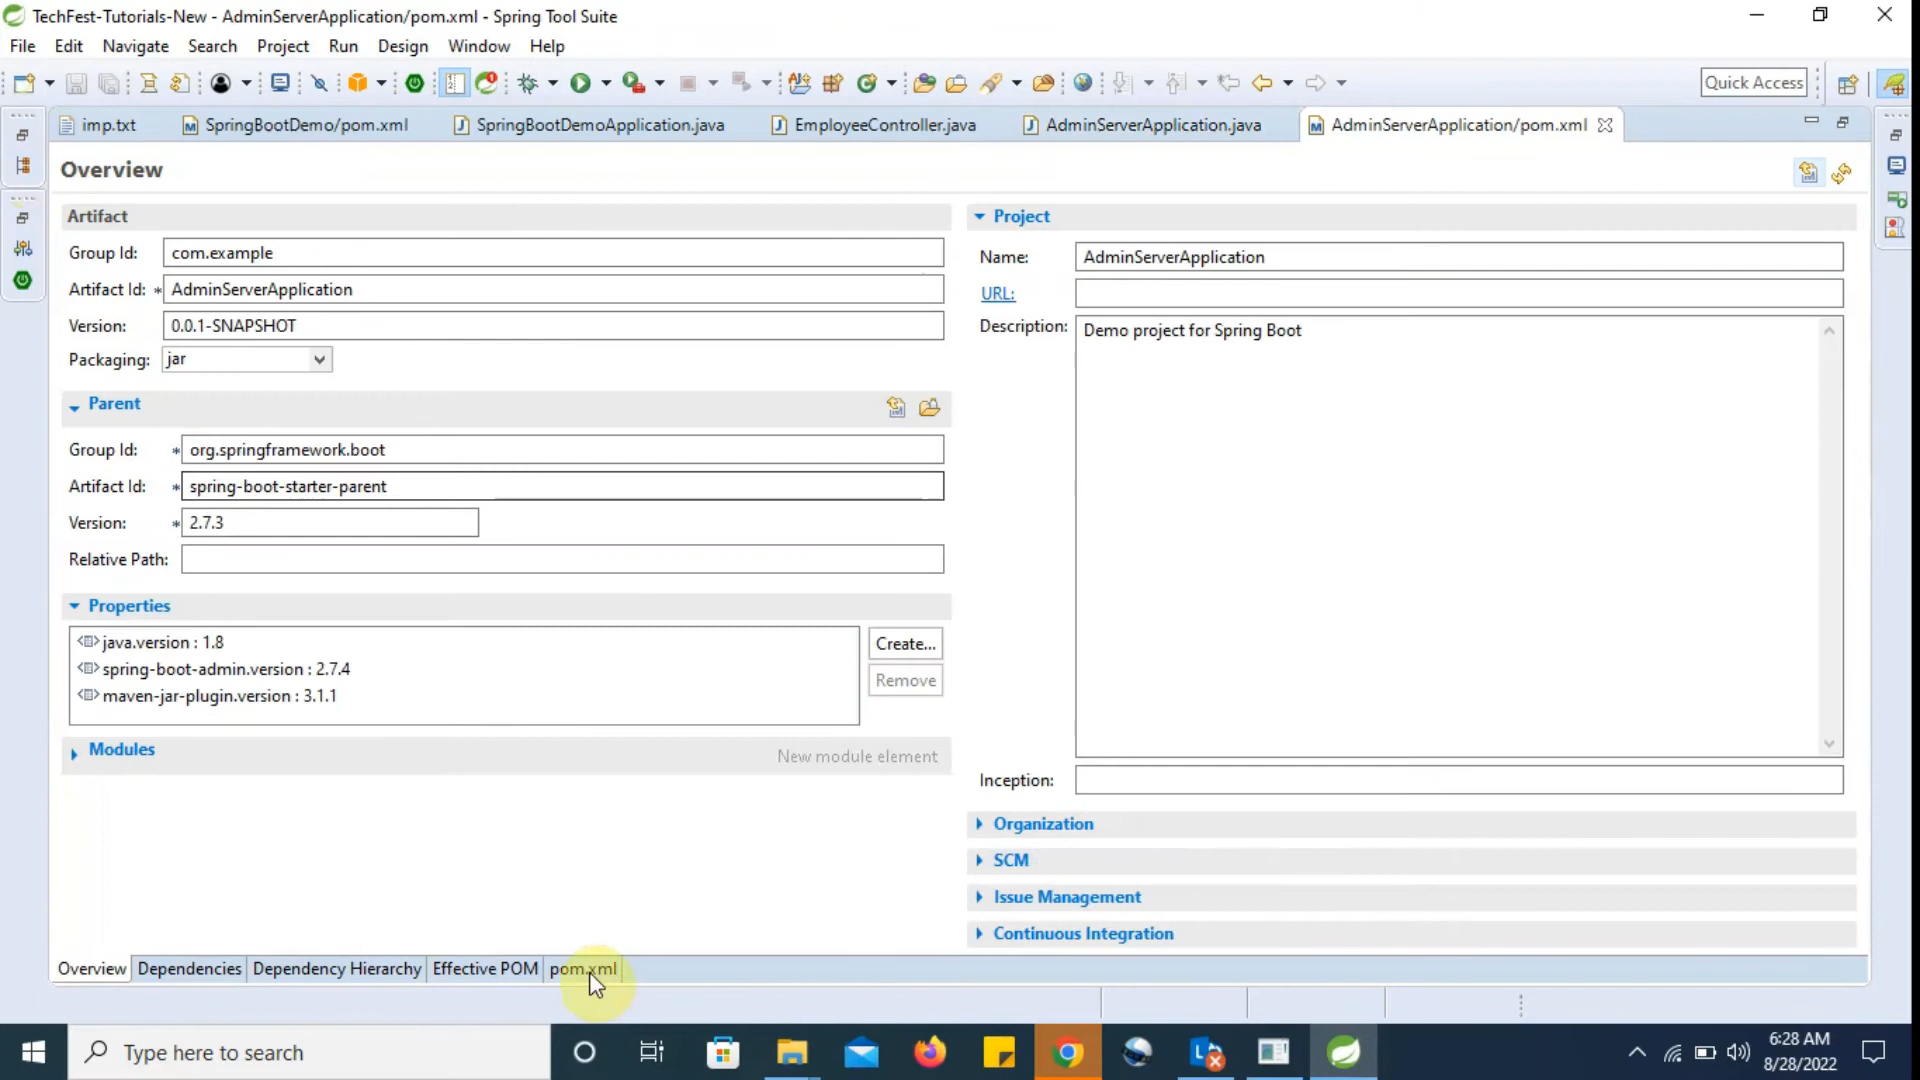 TechFest-Tutorials-New - AdminServerApplication/pom.xml - Spring Tool Suite
File Edit Navigate Search Project Run Design Window Help
Quick Access
imp.txt SpringBootDemo/pom.xml SpringBootDemoApplication.java EmployeeController.java AdminServerApplication.java AdminServerApplication/pom.xml
Overview
Artifact
Group Id: com.example
Artifact Id: * AdminServerApplication
Version: 0.0.1-SNAPSHOT
Packaging: jar
Parent
Group Id: * org.springframework.boot
Artifact Id: * spring-boot-starter-parent
Version: * 2.7.3
Relative Path:
Properties
java.version : 1.8
spring-boot-admin.version : 2.7.4
maven-jar-plugin.version : 3.1.1
Create...
Remove
Modules
New module element
Project
Name: AdminServerApplication
URL:
Description: Demo project for Spring Boot
Inception:
Organization
SCM
Issue Management
Continuous Integration
Overview Dependencies Dependency Hierarchy Effective POM pom.xml
Type here to search
6:28 AM
8/28/2022